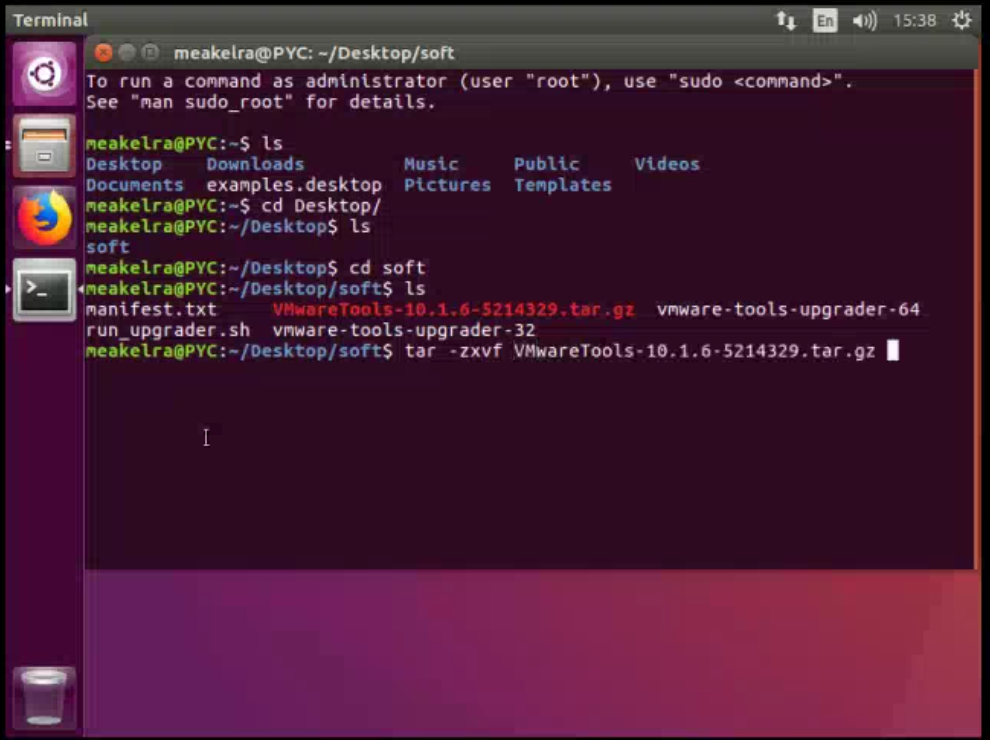 Terminal
En
15:38
meakelra@PYC: ~/Desktop/soft
To run a command as administrator (user "root"), use "sudo <command>".
See "man sudo_root" for details.
meakelra@PYC:~$ ls
Desktop Downloads Music Public Videos
Documents examples.desktop Pictures Templates
meakelra@PYC:~$ cd Desktop/
meakelra@PYC:~/Desktop$ ls
soft
meakelra@PYC:~/Desktop$ cd soft
meakelra@PYC:~/Desktop/soft$ ls
manifest.txt VMwareTools-10.1.6-5214329.tar.gz vmware-tools-upgrader-64
run_upgrader.sh vmware-tools-upgrader-32
meakelra@PYC:~/Desktop/soft$ tar -zxvf VMwareTools-10.1.6-5214329.tar.gz
>_